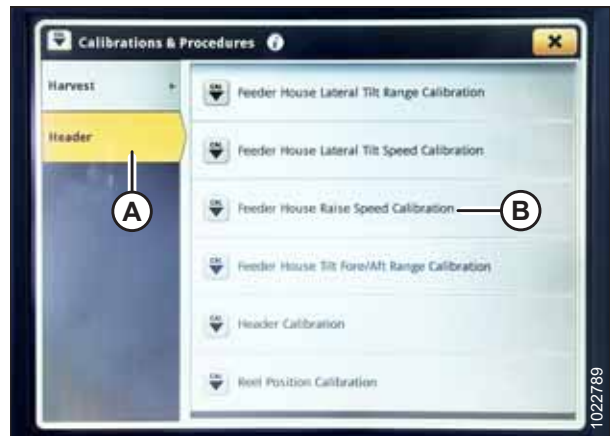 Calibrations & Procedures
Harvest
Header
Feeder House Lateral Tilt Range Calibration
Feeder House Lateral Tilt Speed Calibration
A
Feeder House Raise Speed Calibration
B
Feeder House Tilt Fore/Aft Range Calibration
Header Calibration
Reel Position Calibration
1022789